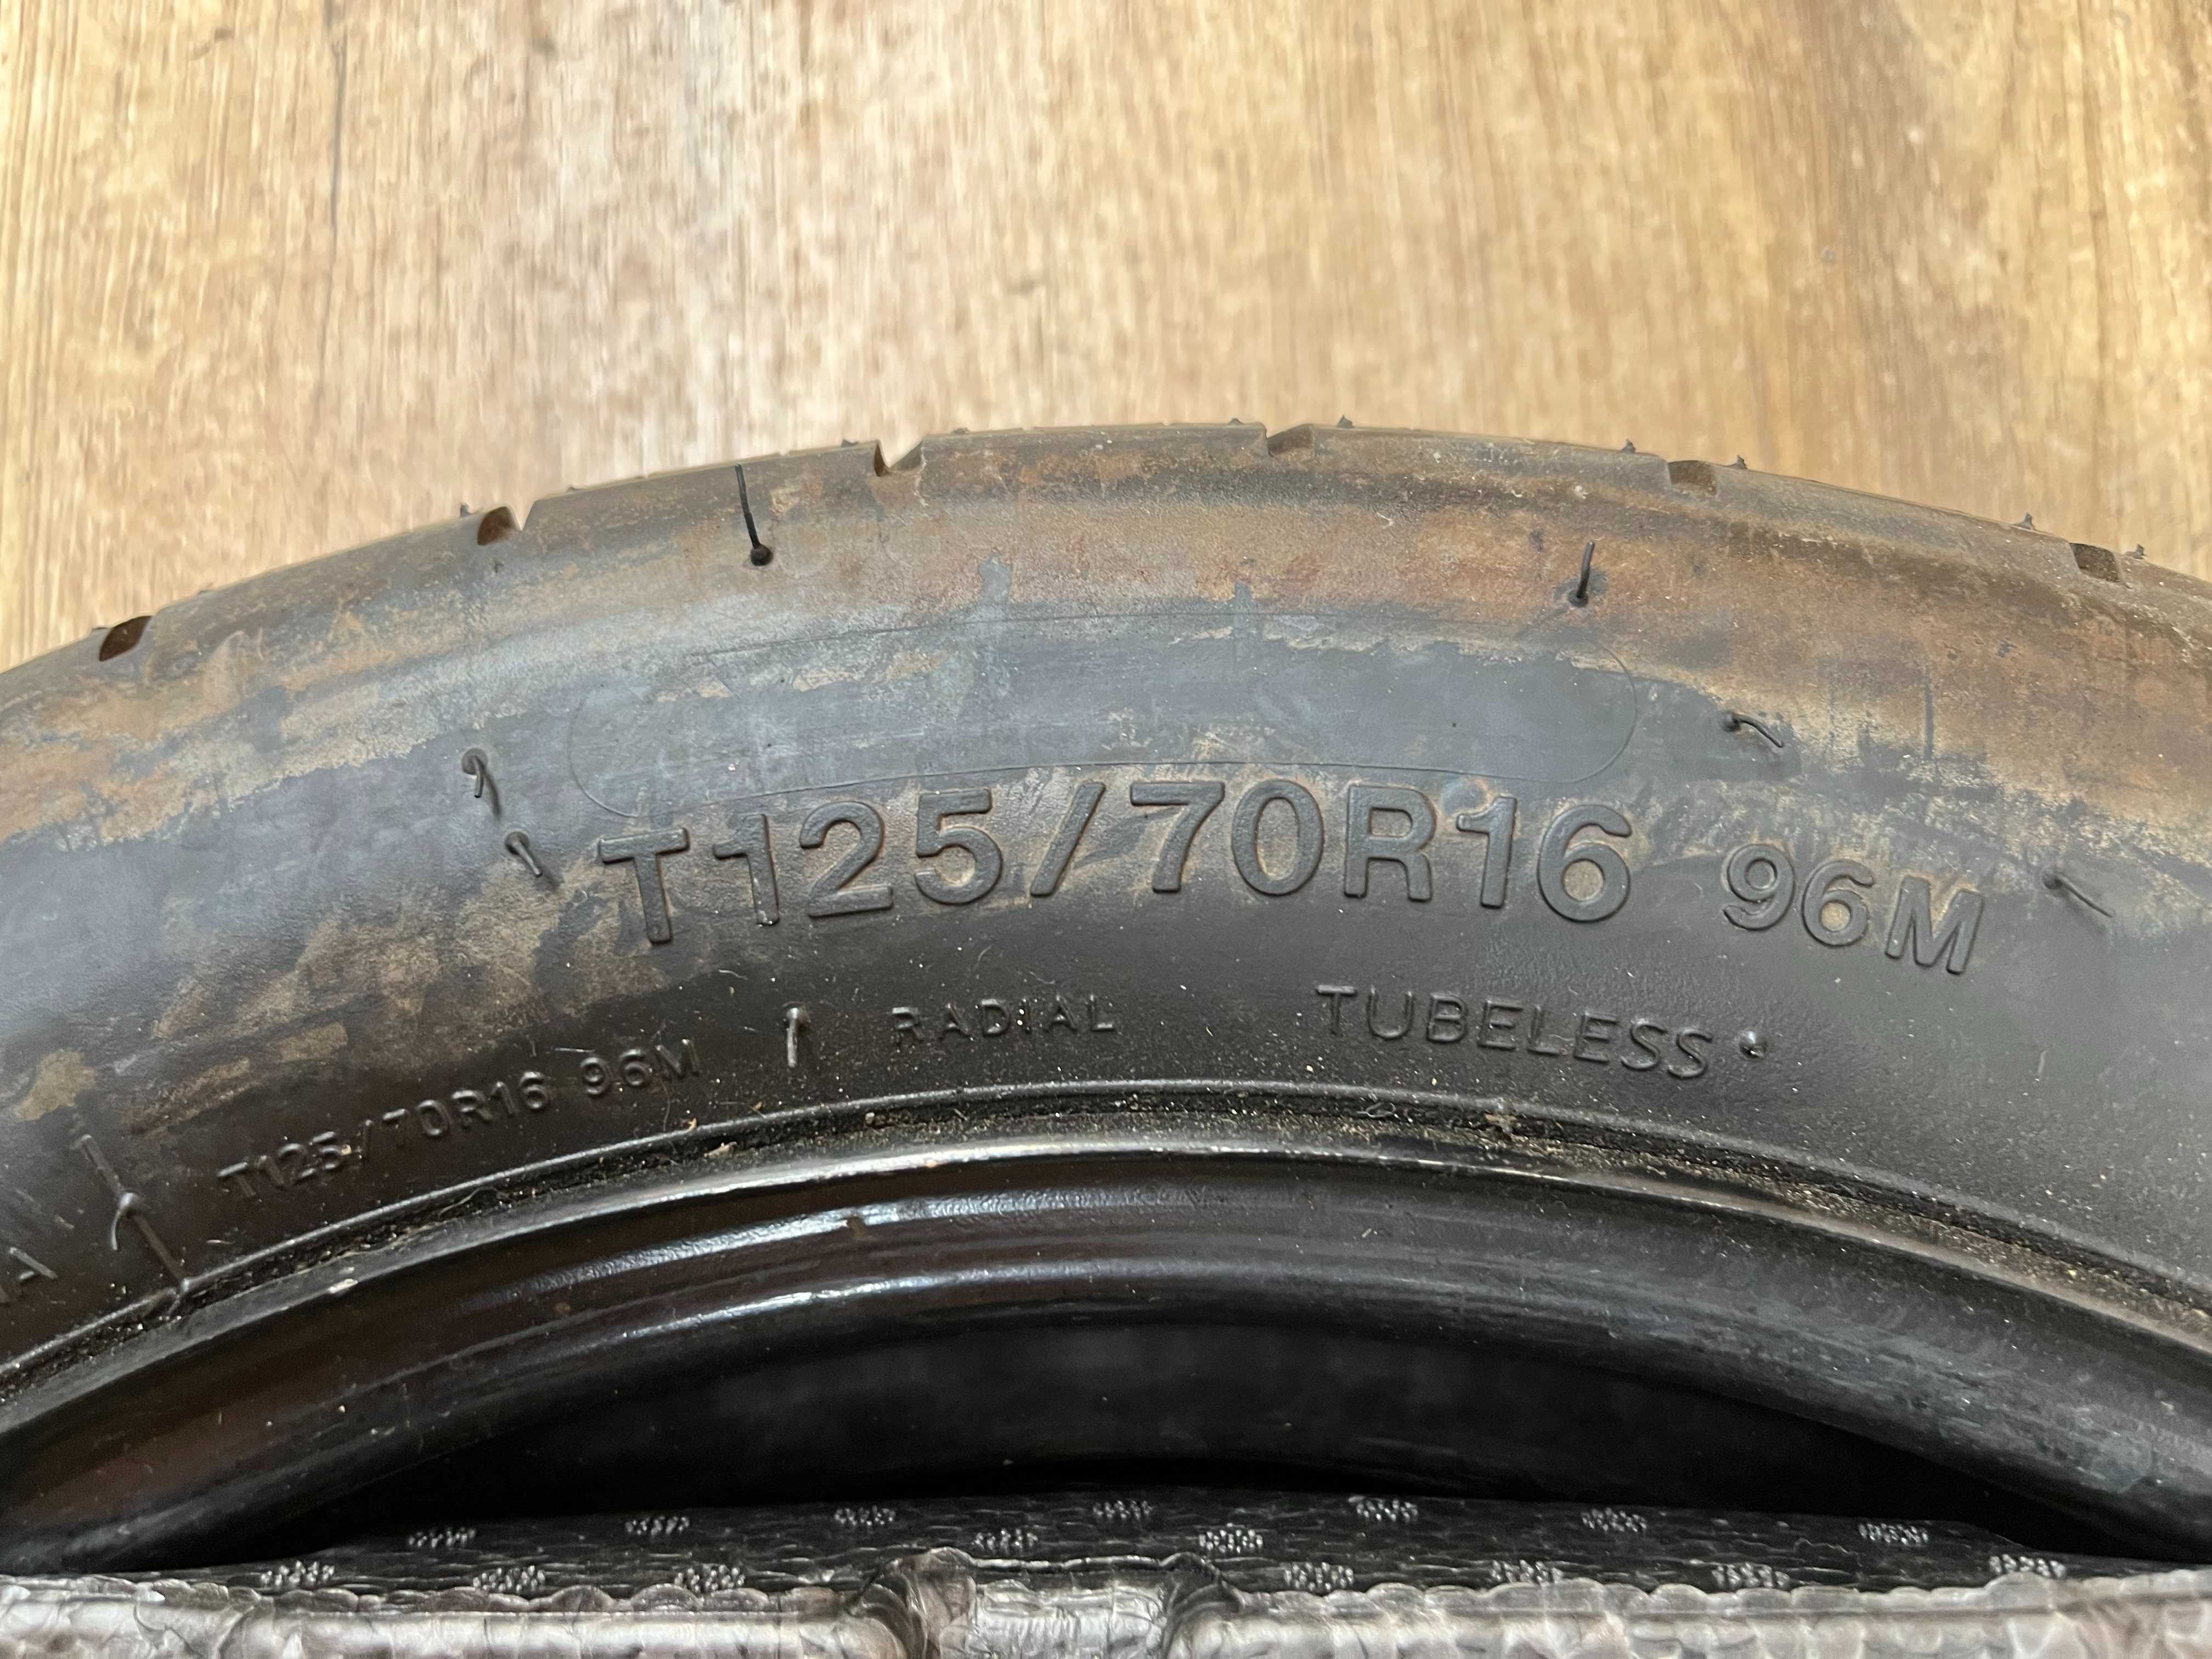 T125/70R16 96M
T125/70R16 96M RADIAL TUBELESS